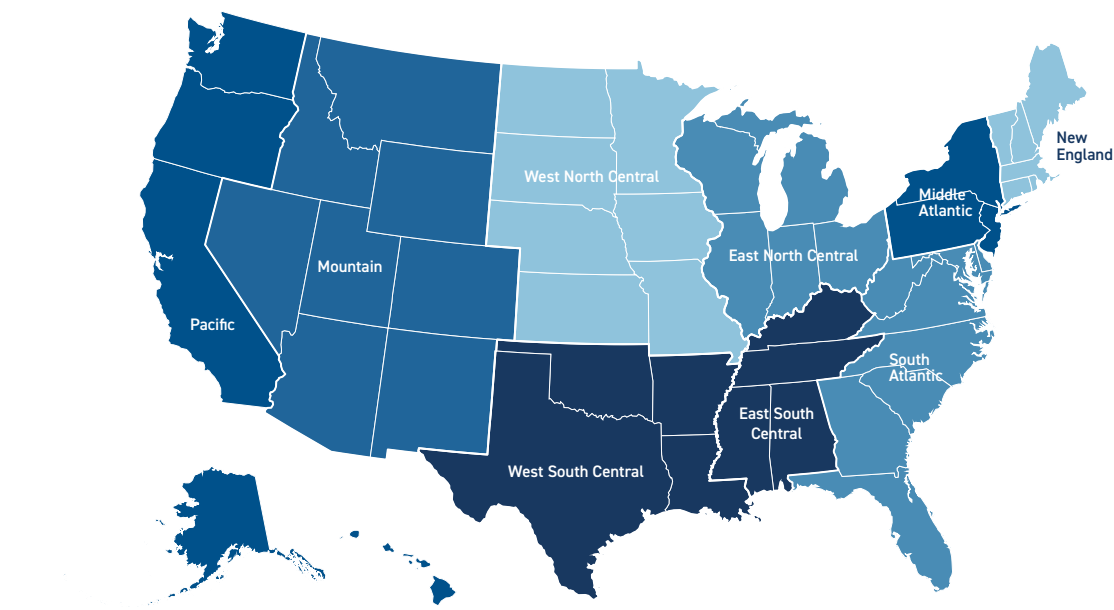 New
England
West North Central
Middle
Atlantic
East North Central
Mountain
Pacific
South
Atlantic
East South
Central
West South Central